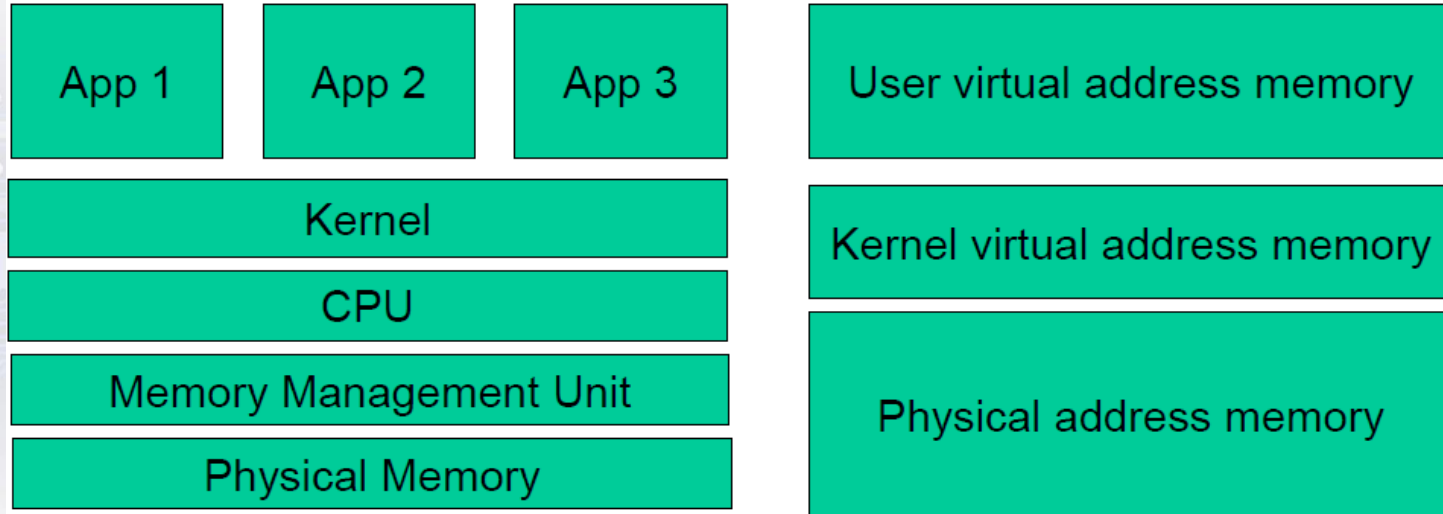 App 1
App 2
App 3
User virtual address memory
Kernel
Kernel virtual address memory
CPU
Memory Management Unit
Physical address memory
Physical Memory